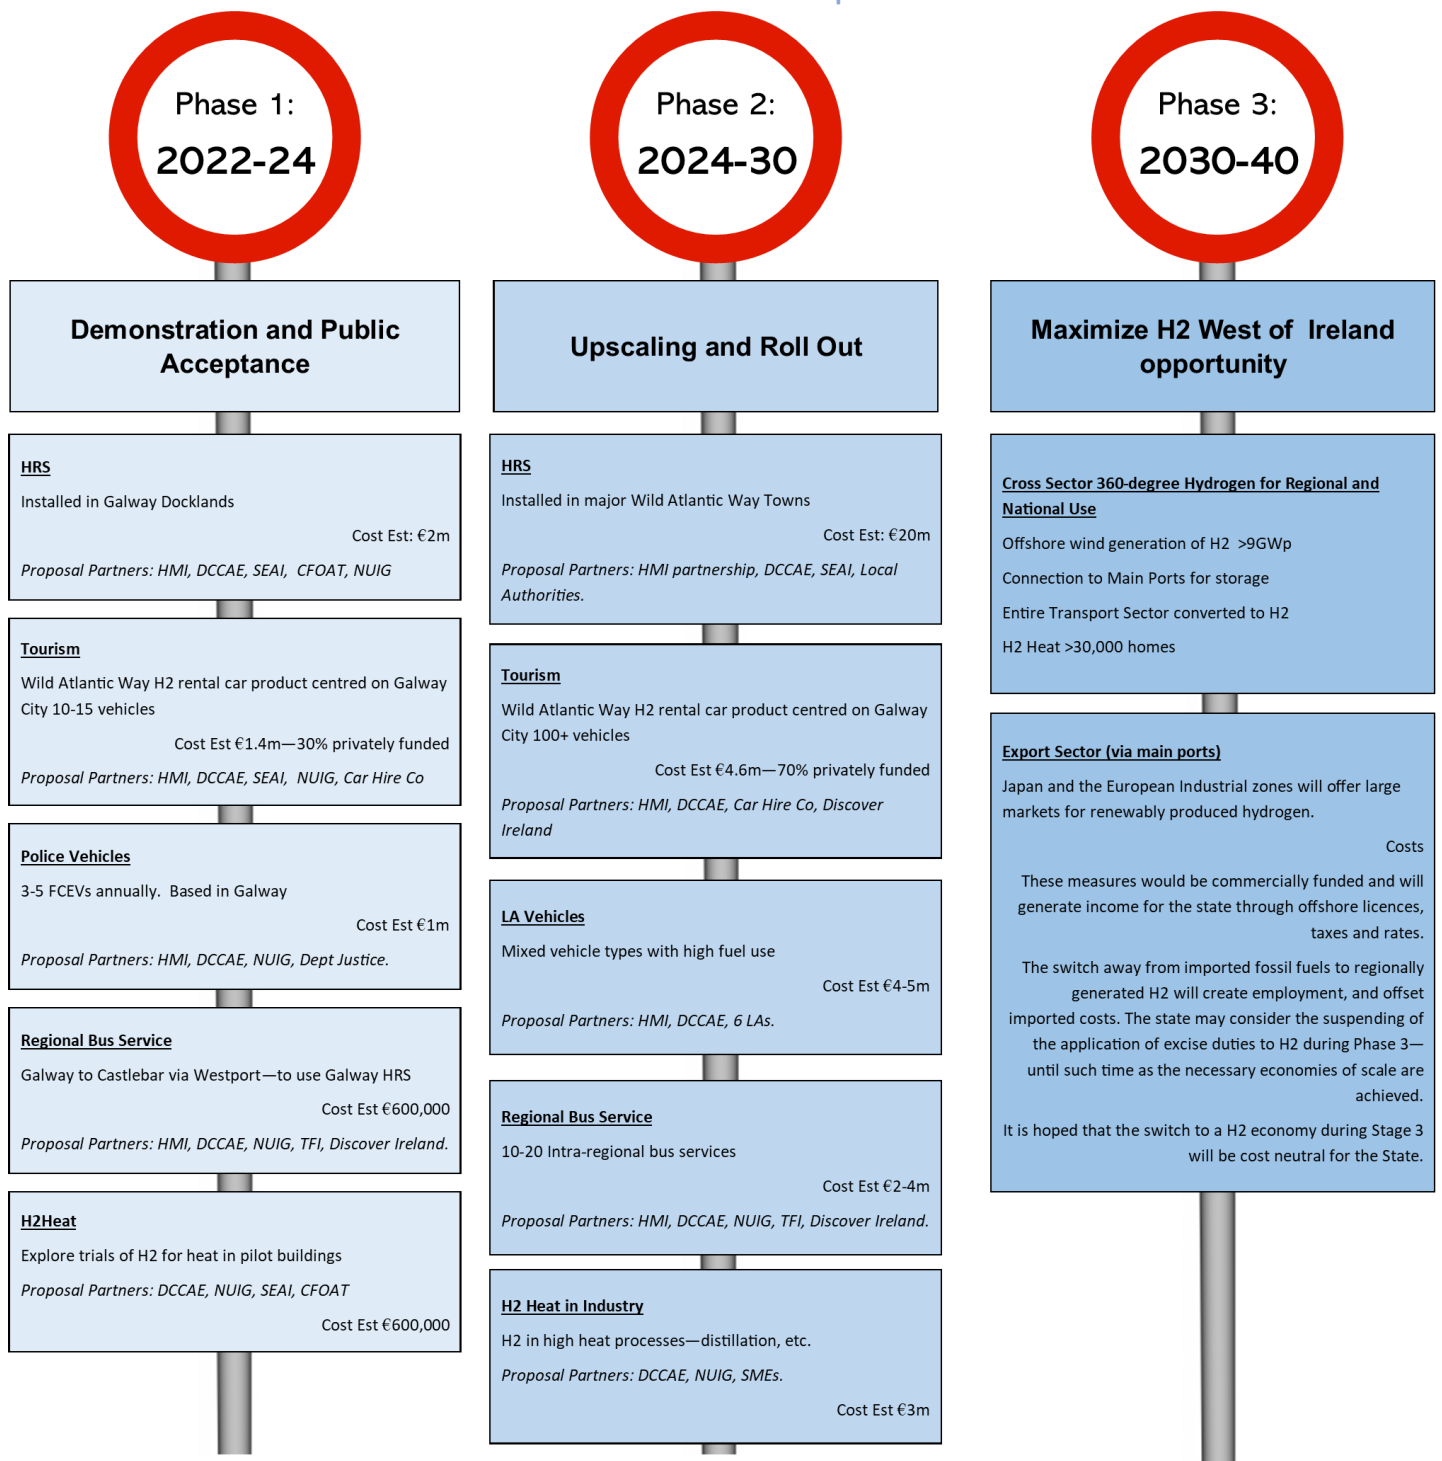 Phase 1:
2022-24
Demonstration and Public
Acceptance
HRS
Installed in Galway Docklands
Cost Est: €2m
Proposal Partners: HMI, DCCAE, SEAI,  CFOAT, NUIG
Tourism
Wild Atlantic Way H2 rental car product centred on Galway
City 10-15 vehicles
Cost Est €1.4m—30% privately funded
Proposal Partners: HMI, DCCAE, SEAI,  NUIG, Car Hire Co
Police Vehicles
3-5 FCEVs annually.  Based in Galway
Cost Est €1m
Proposal Partners: HMI, DCCAE, NUIG, Dept Justice.
Regional Bus Service
Galway to Castlebar via Westport—to use Galway HRS
Cost Est €600,000
Proposal Partners: HMI, DCCAE, NUIG, TFI, Discover Ireland.
H2Heat
Explore trials of H2 for heat in pilot buildings
Proposal Partners: DCCAE, NUIG, SEAI, CFOAT
Cost Est €600,000
Phase 2:
2024-30
Upscaling and Roll Out
HRS
Installed in major Wild Atlantic Way Towns
Cost Est: €20m
Proposal Partners: HMI partnership, DCCAE, SEAI, Local
Authorities.
Tourism
Wild Atlantic Way H2 rental car product centred on Galway
City 100+ vehicles
Cost Est €4.6m—70% privately funded
Proposal Partners: HMI, DCCAE, Car Hire Co, Discover
Ireland
LA Vehicles
Mixed vehicle types with high fuel use
Cost Est €4-5m
Proposal Partners: HMI, DCCAE, 6 LAs.
Regional Bus Service
10-20 Intra-regional bus services
Cost Est €2-4m
Proposal Partners: HMI, DCCAE, NUIG, TFI, Discover Ireland.
H2 Heat in Industry
H2 in high heat processes—distillation, etc.
Proposal Partners: DCCAE, NUIG, SMEs.
Cost Est €3m
Phase 3:
2030-40
Maximize H2 West of  Ireland
opportunity
Cross Sector 360-degree Hydrogen for Regional and
National Use
Offshore wind generation of H2  >9GWp
Connection to Main Ports for storage
Entire Transport Sector converted to H2
H2 Heat >30,000 homes
Export Sector (via main ports)
Japan and the European Industrial zones will offer large
markets for renewably produced hydrogen.
Costs
These measures would be commercially funded and will
generate income for the state through offshore licences,
taxes and rates.
The switch away from imported fossil fuels to regionally
generated H2 will create employment, and offset
imported costs. The state may consider the suspending of
the application of excise duties to H2 during Phase 3—
until such time as the necessary economies of scale are
achieved.
It is hoped that the switch to a H2 economy during Stage 3
will be cost neutral for the State.